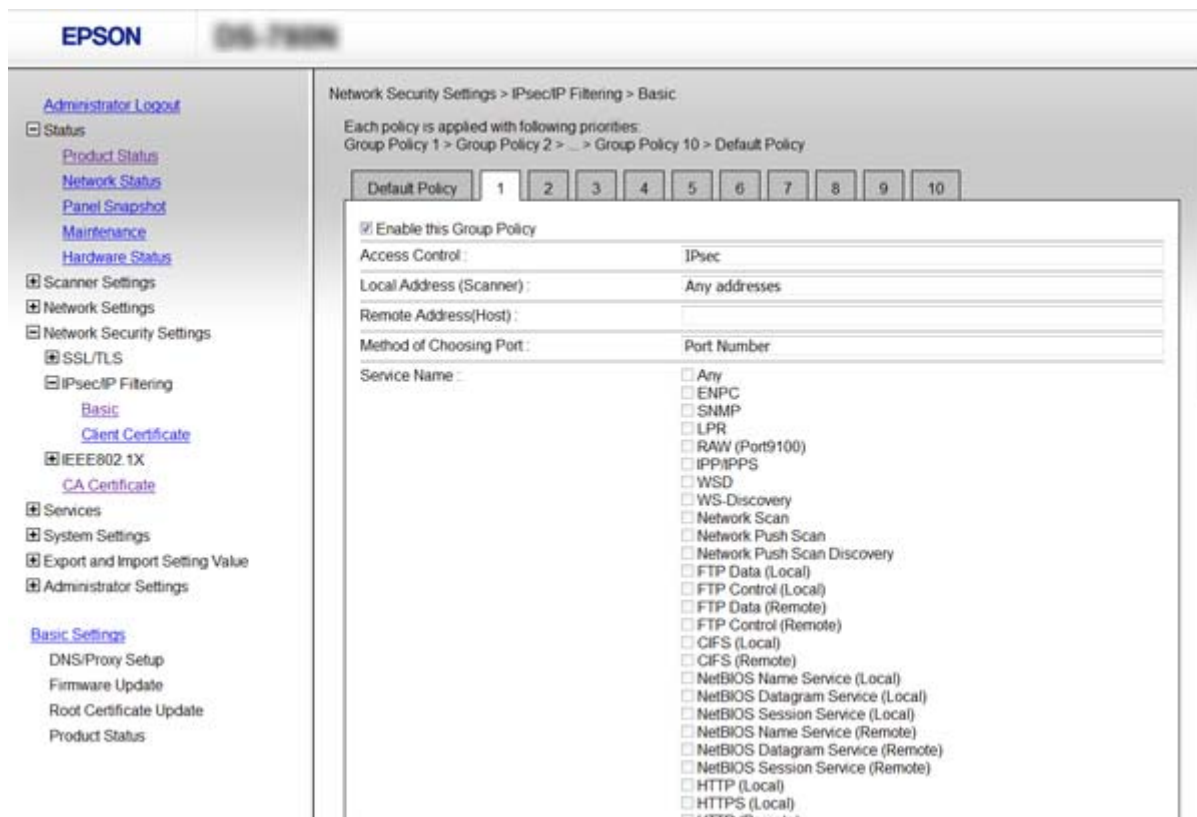 EPSON
Administrator Logout
Status
Product Status
Network Status
Panel Snapshot
Maintenance
Hardware Status
Scanner Settings
Network Settings
Network Security Settings
SSL/TLS
IPsec/IP Filtering
Basic
Client Certificate
IEEE802.1X
CA Certificate
Services
System Settings
Export and Import Setting Value
Administrator Settings
Basic Settings
DNS/Proxy Setup
Firmware Update
Root Certificate Update
Product Status
Network Security Settings > IPsec/IP Filtering > Basic
Each policy is applied with following priorities:
Group Policy 1 > Group Policy 2 > ... > Group Policy 10 > Default Policy
Default Policy 1 2 3 4 5 6 7 8 9 10
Enable this Group Policy
Access Control : IPsec
Local Address (Scanner) : Any addresses
Remote Address(Host) :
Method of Choosing Port : Port Number
Service Name : Any
ENPC
SNMP
LPR
RAW (Port9100)
IPP/IPPS
WSD
WS-Discovery
Network Scan
Network Push Scan
Network Push Scan Discovery
FTP Data (Local)
FTP Control (Local)
FTP Data (Remote)
FTP Control (Remote)
CIFS (Local)
CIFS (Remote)
NetBIOS Name Service (Local)
NetBIOS Datagram Service (Local)
NetBIOS Session Service (Local)
NetBIOS Name Service (Remote)
NetBIOS Datagram Service (Remote)
NetBIOS Session Service (Remote)
HTTP (Local)
HTTPS (Local)